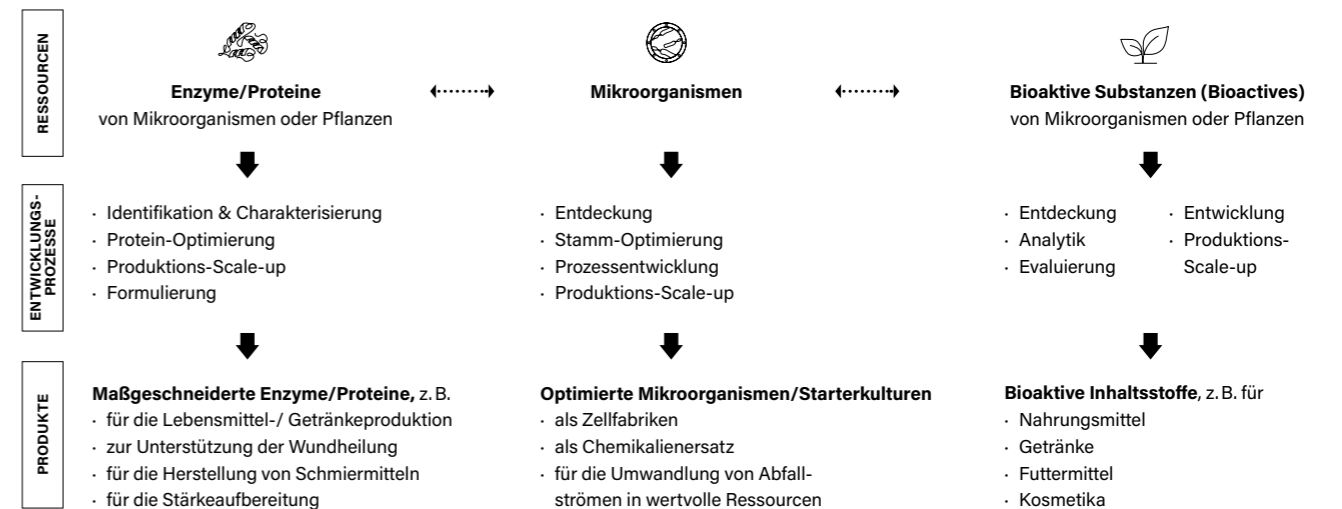 RESSOURCEN
Enzyme/Proteine
von Mikroorganismen oder Pflanzen
Mikroorganismen
Bioaktive Substanzen (Bioactives)
von Mikroorganismen oder Pflanzen
ENTWICKLUNGS-
PROZESSE
· Identifikation & Charakterisierung
· Protein-Optimierung
· Produktions-Scale-up
· Formulierung
· Entdeckung
· Stamm-Optimierung
· Prozessentwicklung
· Produktions-Scale-up
· Entdeckung
· Analytik
· Evaluierung
· Entwicklung
· Produktions-
Scale-up
PRODUKTE
Maßgeschneiderte Enzyme/Proteine, z. B.
· für die Lebensmittel-/ Getränkeproduktion
· zur Unterstützung der Wundheilung
· für die Herstellung von Schmiermitteln
· für die Stärkeaufbereitung
Optimierte Mikroorganismen/Starterkulturen
· als Zellfabriken
· als Chemikalienersatz
· für die Umwandlung von Abfall-
strömen in wertvolle Ressourcen
Bioaktive Inhaltsstoffe, z. B. für
· Nahrungsmittel
· Getränke
· Futtermittel
· Kosmetika